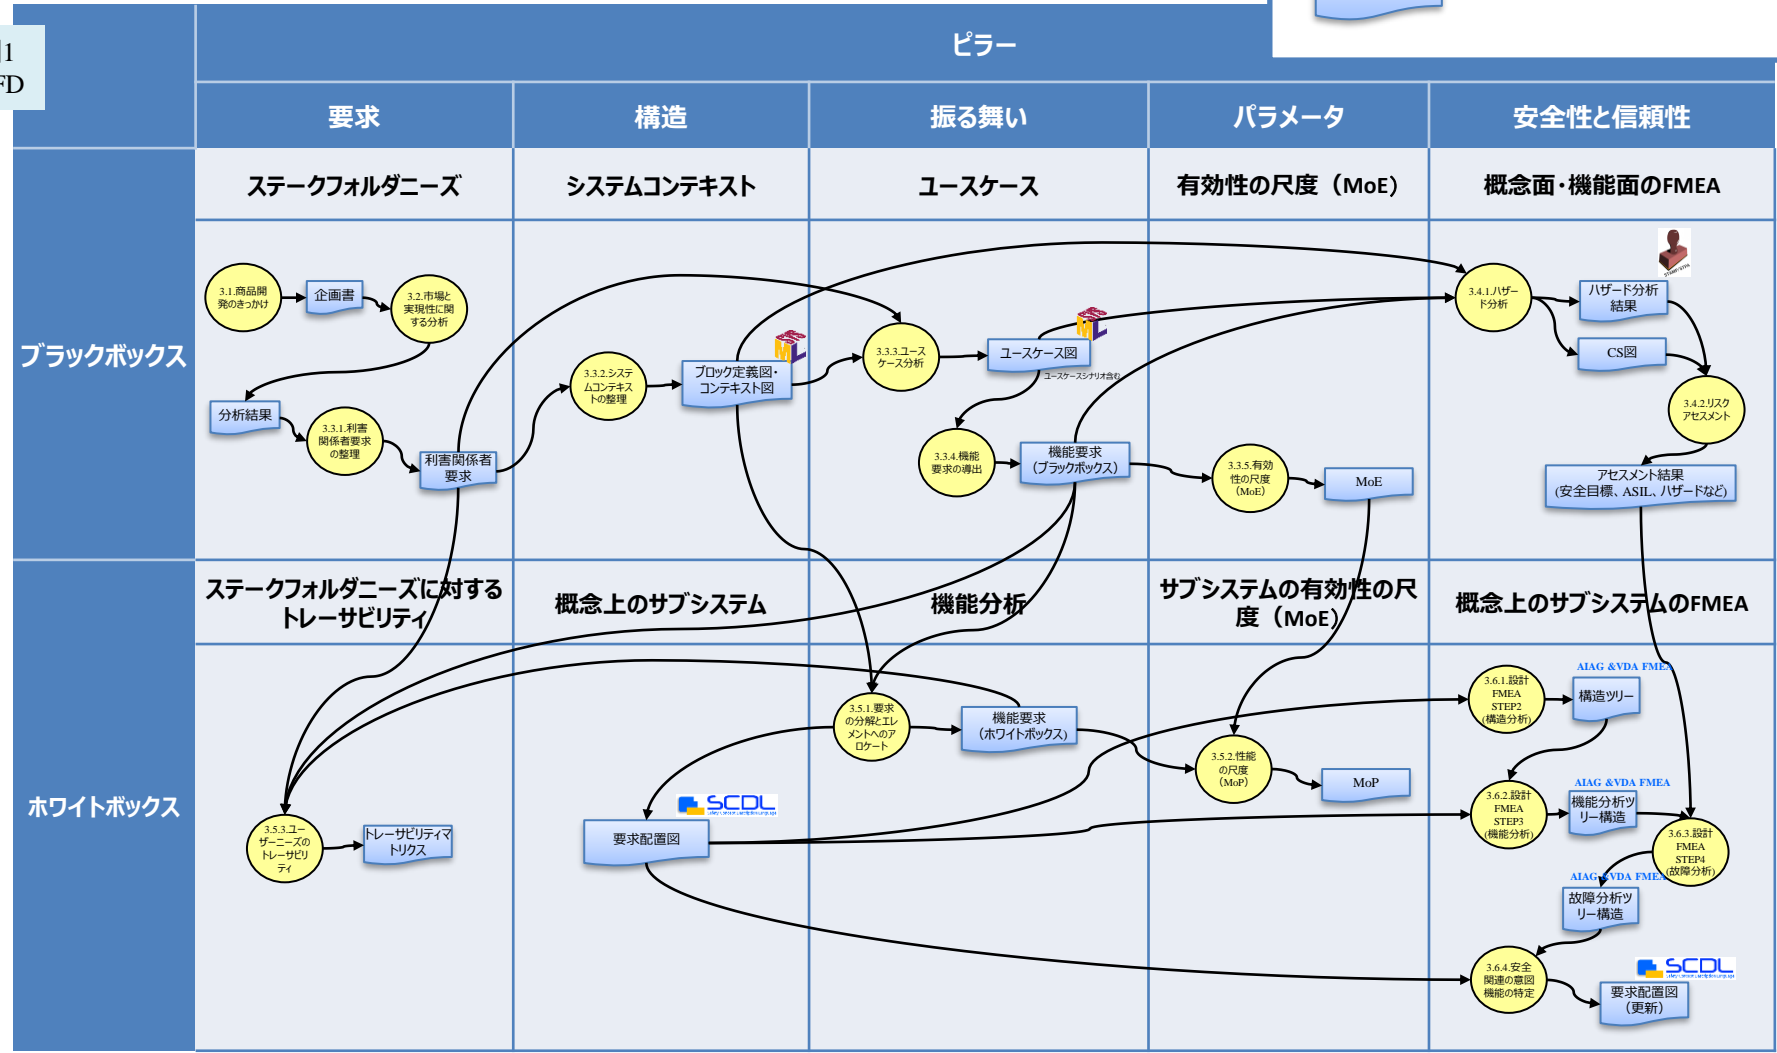 ピラー
1
FD
要求
構造
振る舞い
パラメータ
安全性と信頼性
ブラックボックス
ステークフォルダニーズ
システムコンテキスト
ユースケース
有効性の尺度（MoE）
概念面・機能面のFMEA
3.1.商品開
発のきっかけ
企画書
3.2.市場と
実現性に関
する分析
分析結果
3.3.1.利害
関係者要求
の整理
利害関係者
要求
3.3.2.システ
ムコンテキス
トの整理
ブロック定義図・
コンテキスト図
3.3.3.ユース
ケース分析
ユースケース図
ユースケースシナリオ含む
3.3.4.機能
要求の導出
機能要求
（ブラックボックス）
3.3.5.有効
性の尺度
（MoE）
MoE
3.4.1.ハザー
ド分析
ハザード分析
結果
CS図
3.4.2.リスク
アセスメント
アセスメント結果
(安全目標、ASIL、ハザードなど)
ホワイトボックス
ステークフォルダニーズに対する
トレーサビリティ
概念上のサブシステム
機能分析
サブシステムの有効性の尺
度（MoE）
概念上のサブシステムのFMEA
3.5.3.ユー
ザーニーズの
トレーサビリ
ティ
トレーサビリティマ
トリクス
SCDL
要求配置図
3.5.1.要求
の分解とエレ
メントへのア
ロケート
機能要求
（ホワイトボックス）
3.5.2.性能
の尺度
（MoP）
MoP
3.6.1.設計
FMEA
STEP2
(構造分析)
AIAG &VDA FMEA
構造ツリー
3.6.2.設計
FMEA
STEP3
(機能分析)
AIAG &VDA FMEA
機能分析ツ
リー構造
3.6.3.設計
FMEA
STEP4
(故障分析)
AIAG &VDA FMEA
故障分析ツ
リー構造
3.6.4.安全
関連の意図
機能の特定
SCDL
要求配置図
（更新）